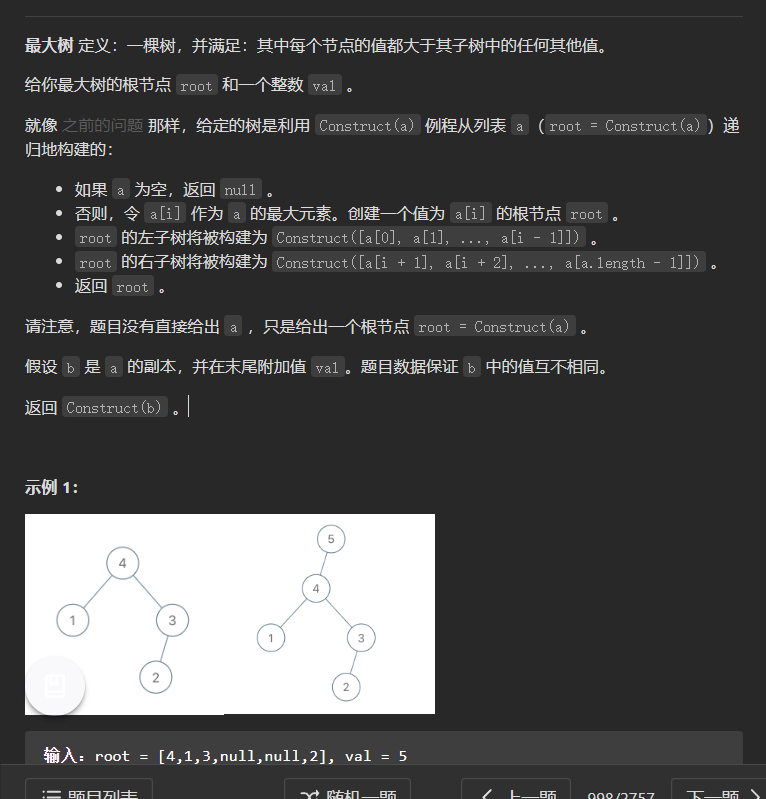 最大树 定义：一棵树，并满足：其中每个节点的值都大于其子树中的任何其他值。
给你最大树的根节点 root 和一个整数 val 。
就像 之前的问题 那样，给定的树是利用 Construct(a) 例程从列表 a （root = Construct(a)）递
归地构建的：
• 如果 a 为空，返回 null 。
• 否则，令 a[i] 作为 a 的最大元素。创建一个值为 a[i] 的根节点 root 。
• root 的左子树将被构建为 Construct([a[0], a[1], ..., a[i - 1]]) 。
• root 的右子树将被构建为 Construct([a[i + 1], a[i + 2], ..., a[a.length - 1]]) 。
• 返回 root 。
请注意，题目没有直接给出 a ，只是给出一个根节点 root = Construct(a) 。
假设 b 是 a 的副本，并在末尾附加值 val 。题目数据保证 b 中的值互不相同。
返回 Construct(b) 。
示例 1：
4
1
3
2
5
4
1
3
2
输入：root = [4,1,3,null,null,2], val = 5
题目列表
随机一题
上一题
998/2757
下一题